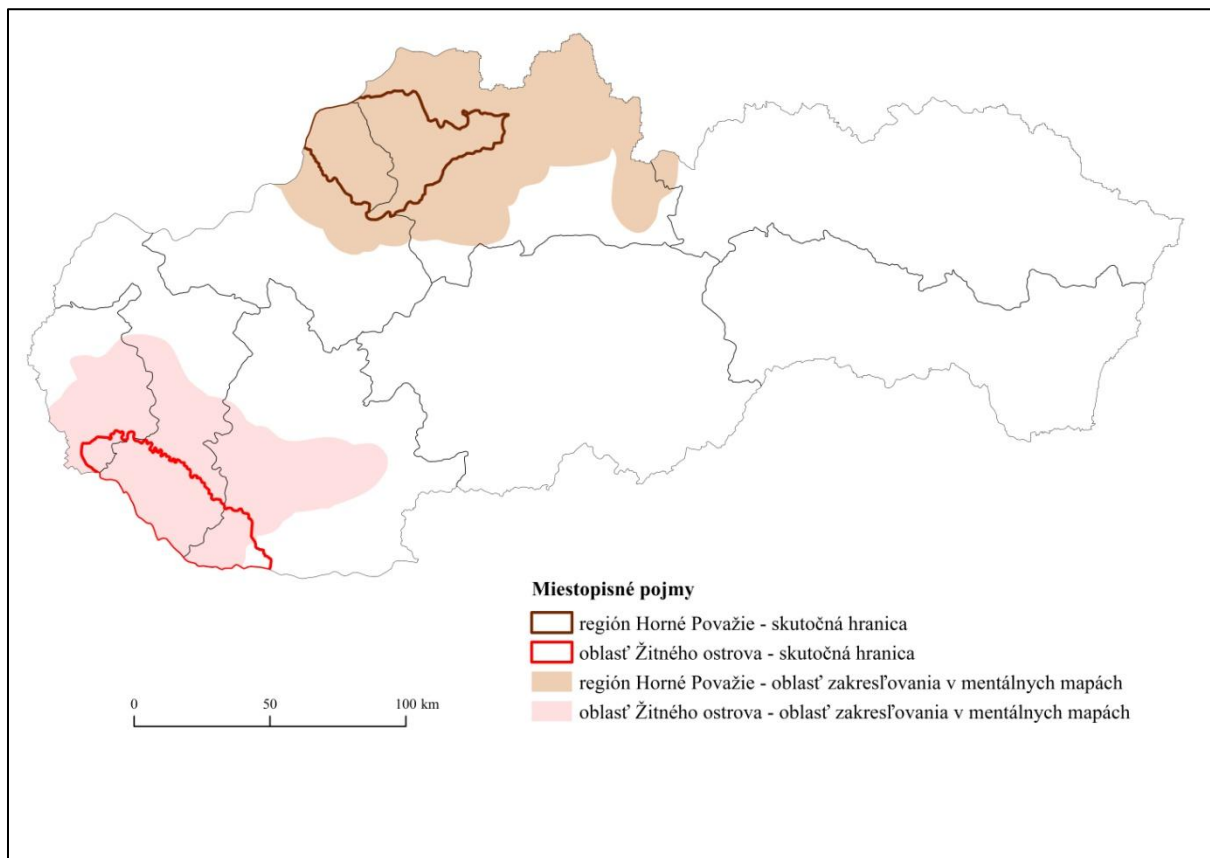 Miestopisné pojmy
región Horné Považie - skutočná hranica
oblasť Žitného ostrova - skutočná hranica
región Horné Považie - oblasť zakresľovania v mentálnych mapách
oblasť Žitného ostrova - oblasť zakresľovania v mentálnych mapách
0 50 100 km